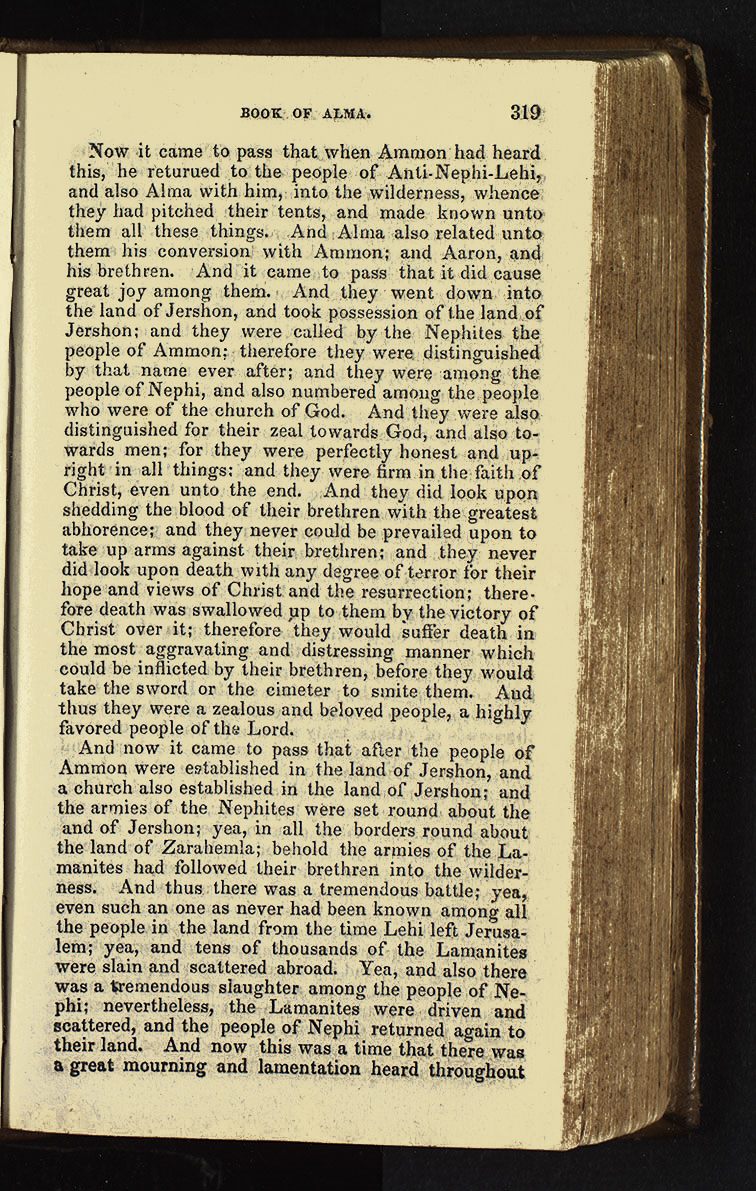 BOOK OF ALMA. 319
Now it came to pass that when Ammon had heard
this, he returued to the people of Anti-Nephi-Lehi,
and also Alma with him, into the wilderness, whence
they had pitched their tents, and made known unto
them all these things. And Alma also related unto
them his conversion with Ammon; and Aaron, and
his brethren. And it came to pass that it did cause
great joy among them. And they went down into
the land of Jershon, and took possession of the land of
Jershon; and they were called by the Nephites the
people of Ammon: therefore they were distinguished
by that name ever after; and they were among the
people of Nephi, and also numbered among the people
who were of the church of God. And they were also
distinguished for their zeal towards God, and also to-
wards men; for they were perfectly honest and up-
right in all things: and they were firm in the faith of
Christ, even unto the end. And they did look upon
shedding the blood of their brethren with the greatest
abhorence; and they never could be prevailed upon to
take up arms against their brethren; and they never
did look upon death with any degree of terror for their
hope and views of Christ and the resurrection; there-
fore death was swallowed up to them by the victory of
Christ over it; therefore they would suffer death in
the most aggravating and distressing manner which
could be inflicted by their brethren, before they would
take the sword or the cimeter to smite them. And
thus they were a zealous and beloved people, a highly
favored people of the Lord.
And now it came to pass that after the people of
Ammon were established in the land of Jershon, and
a church also established in the land of Jershon; and
the armies of the Nephites were set round about the
and of Jershon; yea, in all the borders round about
the land of Zarahemla; behold the armies of the La-
manites had followed their brethren into the wilder-
ness. And thus there was a tremendous battle; yea,
even such an one as never had been known among all
the people in the land from the time Lehi left Jerusa-
lem; yea, and tens of thousands of the Lamanites
were slain and scattered abroad. Yea, and also there
was a tremendous slaughter among the people of Ne-
phi; nevertheless, the Lamanites were driven and
scattered, and the people of Nephi returned again to
their land. And now this was a time that there was
a great mourning and lamentation heard throughout